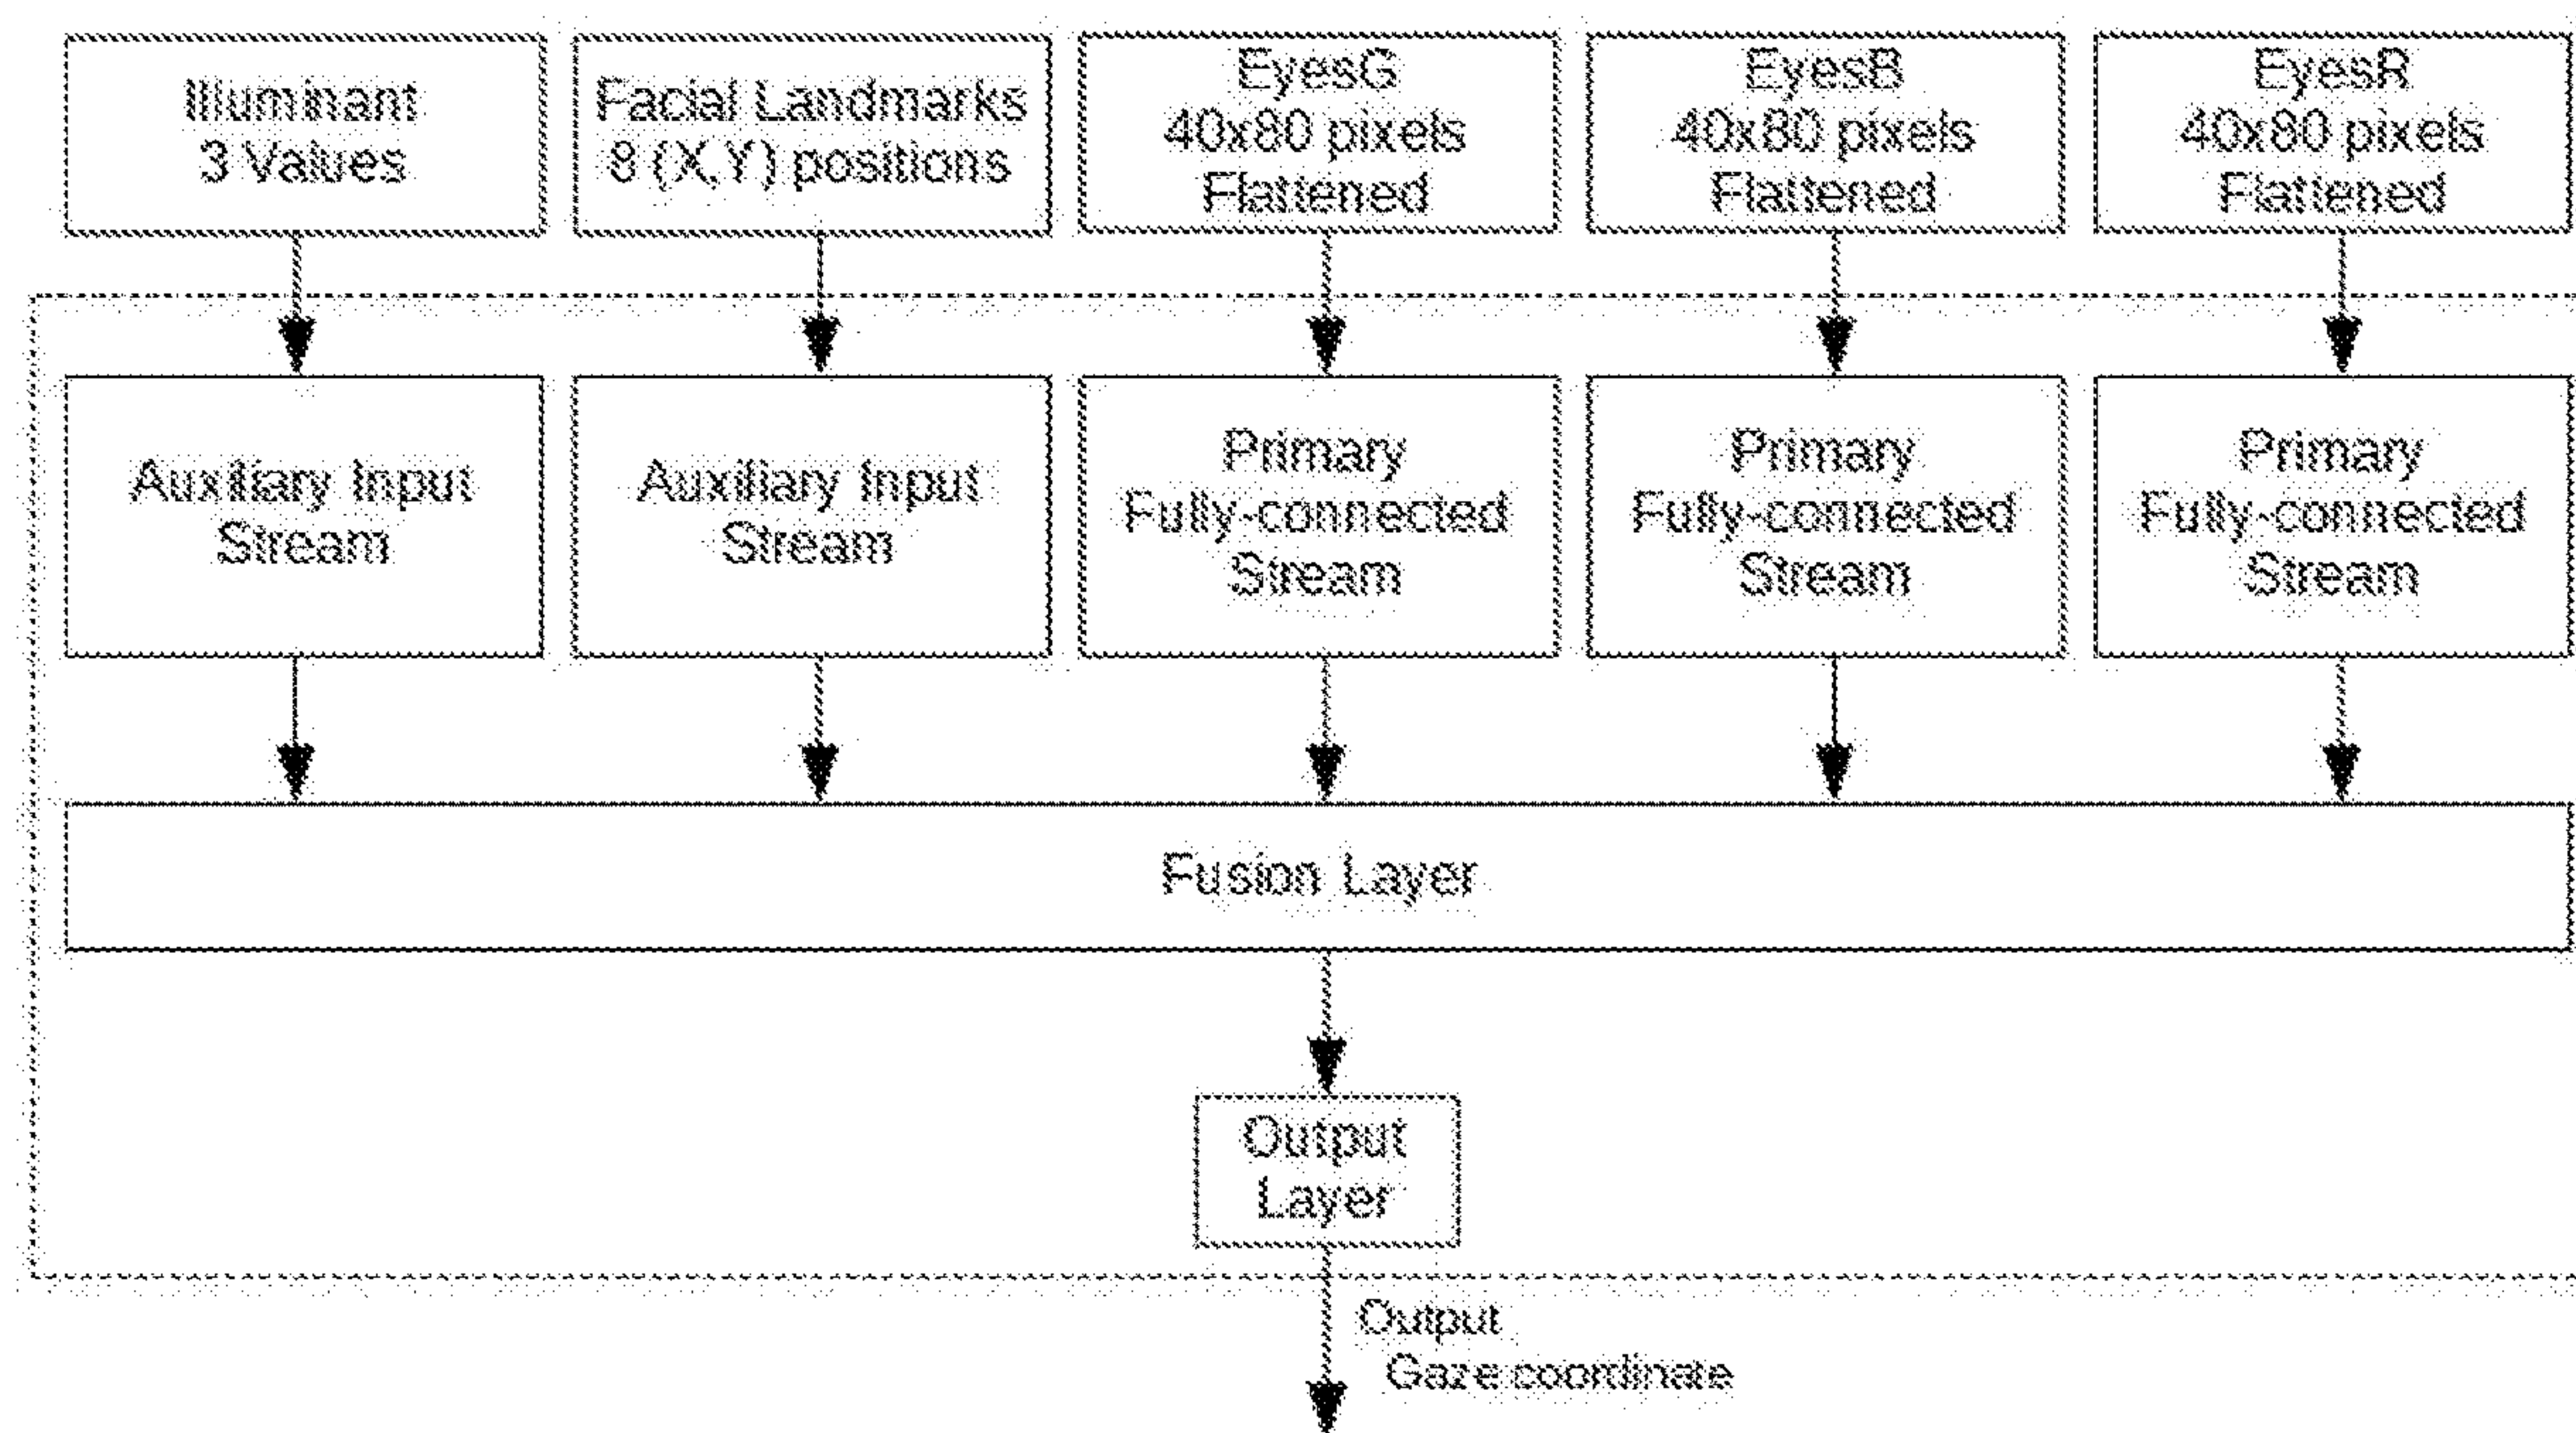 Illuminant
3 Values
Facial Landmarks
8 (X,Y) positions
EyesG
40x80 pixels
Flattened
EyesB
40x80 pixels
Flattened
EyesR
40x80 pixels
Flattened
Auxiliary Input
Stream
Auxiliary Input
Stream
Primary
Fully-connected
Stream
Primary
Fully-connected
Stream
Primary
Fully-connected
Stream
Fusion Layer
Output
Layer
Output
Gaze coordinate